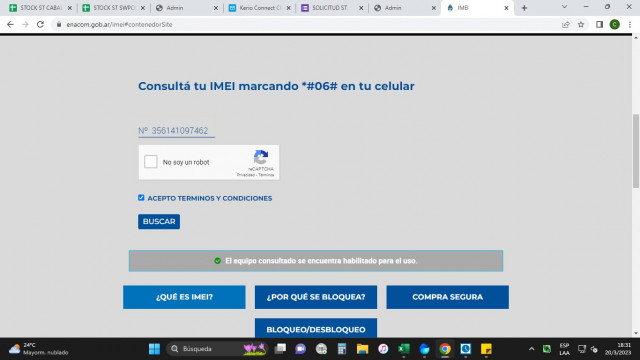 STOCK ST CABA
STOCK ST SWPO
Admin
Kerio Connect Cl
SOLICITUD ST
Admin
IMEI
enacom.gob.ar/imei#contenedorSite
Consultá tu IMEI marcando *#06# en tu celular
Nº 356141097462
No soy un robot
reCAPTCHA
Privacidad - Términos
ACEPTO TERMINOS Y CONDICIONES
BUSCAR
El equipo consultado se encuentra habilitado para el uso.
¿QUÉ ES IMEI? ¿POR QUÉ SE BLOQUEA? COMPRA SEGURA
BLOQUEO/DESBLOQUEO
24°C
Mayorm. nublado
Búsqueda
ESP
LAA
18:31
20/3/2023